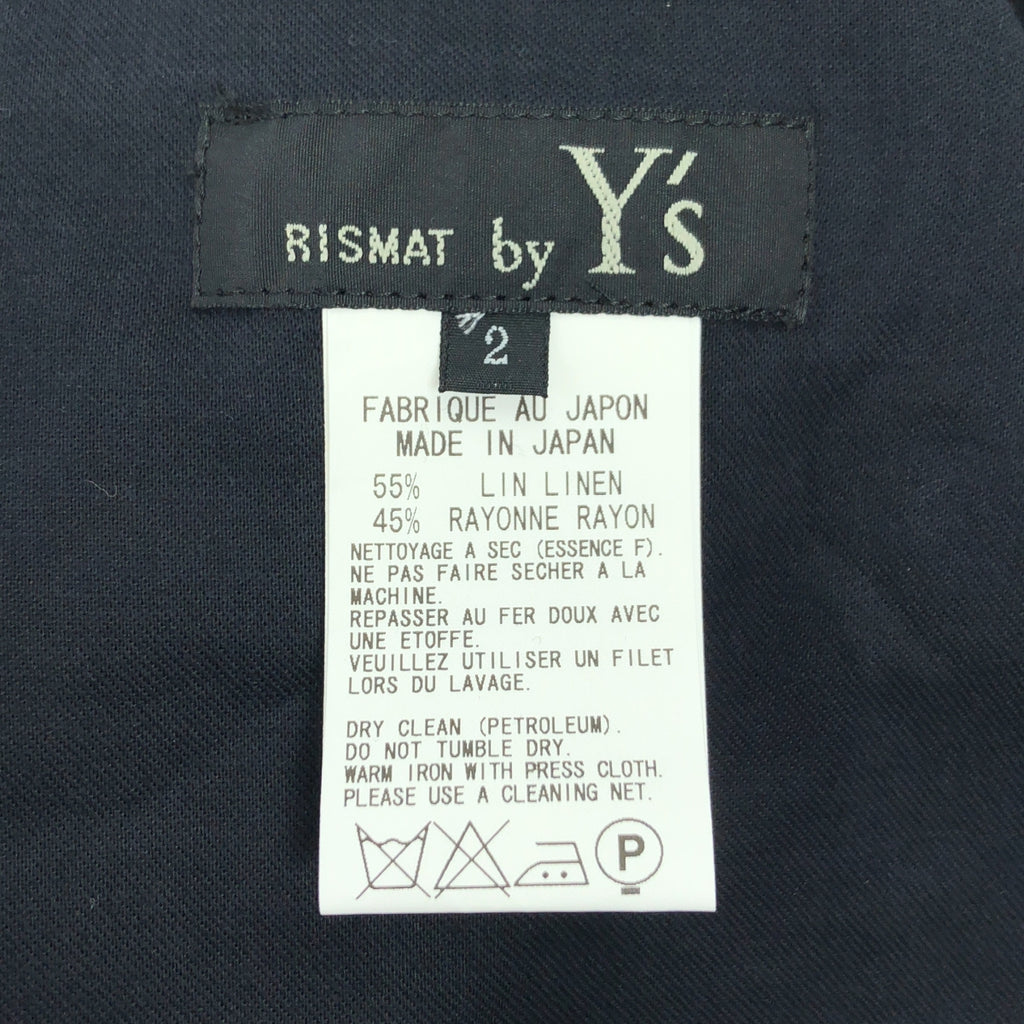 RISMAT by Y's
2
FABRIQUE AU JAPON
MADE IN JAPAN
55% LIN LINEN
45% RAYONNE RAYON
NETTOYAGE A SEC (ESSENCE F).
NE PAS FAIRE SECHER A LA
MACHINE.
REPASSER AU FER DOUX AVEC
UNE ETOFFE.
VEUILLEZ UTILISER UN FILET
LORS DU LAVAGE.
DRY CLEAN (PETROLEUM).
DO NOT TUMBLE DRY.
WARM IRON WITH PRESS CLOTH.
PLEASE USE A CLEANING NET.
P